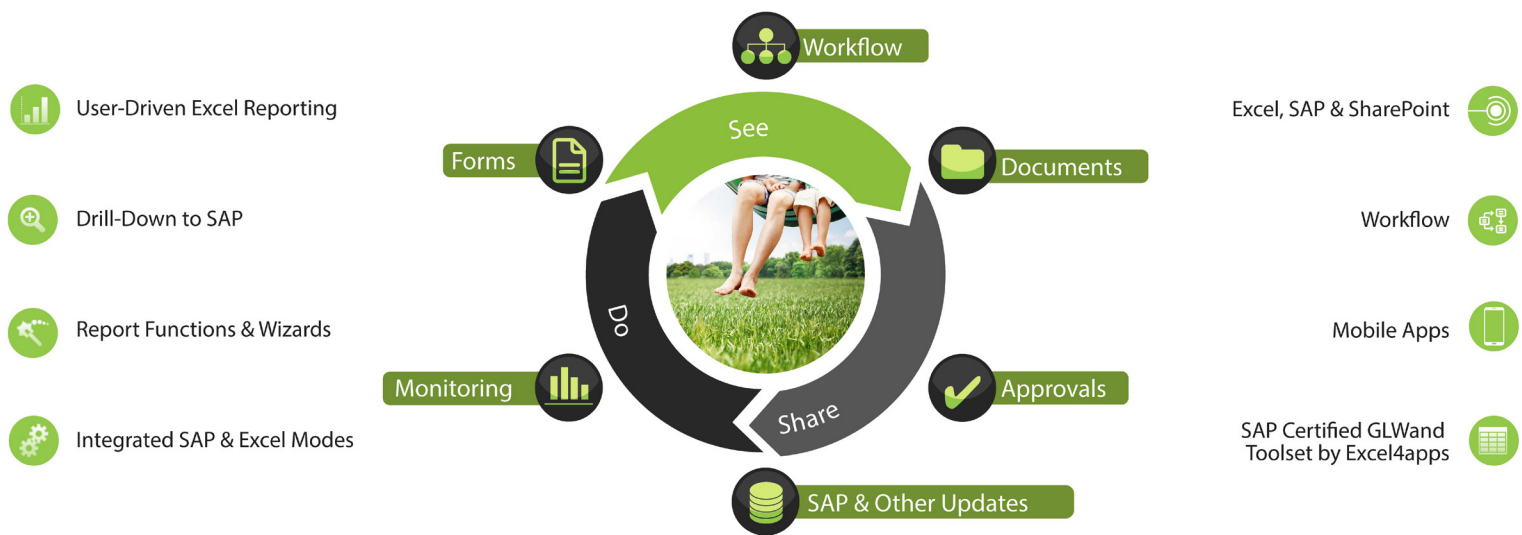 Workflow
User-Driven Excel Reporting
Excel, SAP & SharePoint
See
Forms
Documents
Drill-Down to SAP
Workflow
Do
Report Functions & Wizards
Mobile Apps
Monitoring
Approvals
Share
Integrated SAP & Excel Modes
SAP Certified GLWand
Toolset by Excel4apps
SAP & Other Updates